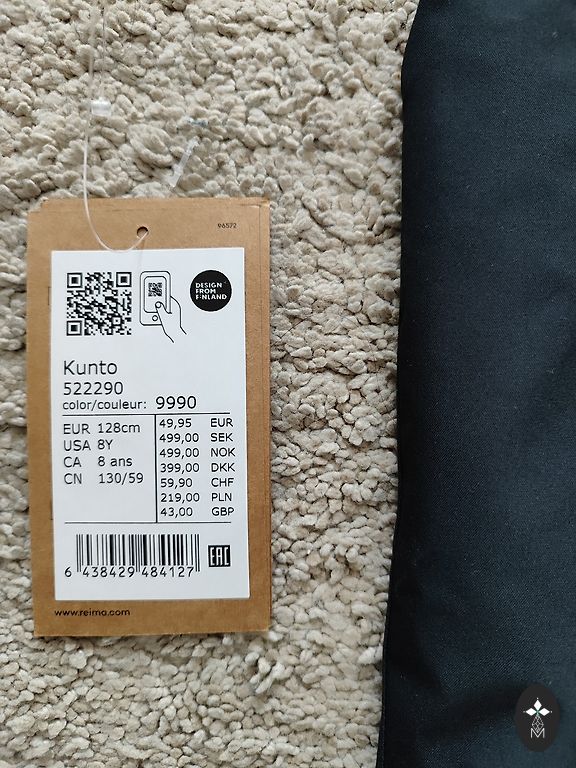 96572
DESIGN
FROM
FINLAND
Kunto
522290
color/couleur: 9990
EUR 128cm
USA 8Y
CA 8 ans
CN 130/59
49,95 EUR
499,00 SEK
499,00 NOK
399,00 DKK
59,90 CHF
219,00 PLN
43,00 GBP
6 438429 484127
EAC
www.reima.com
M